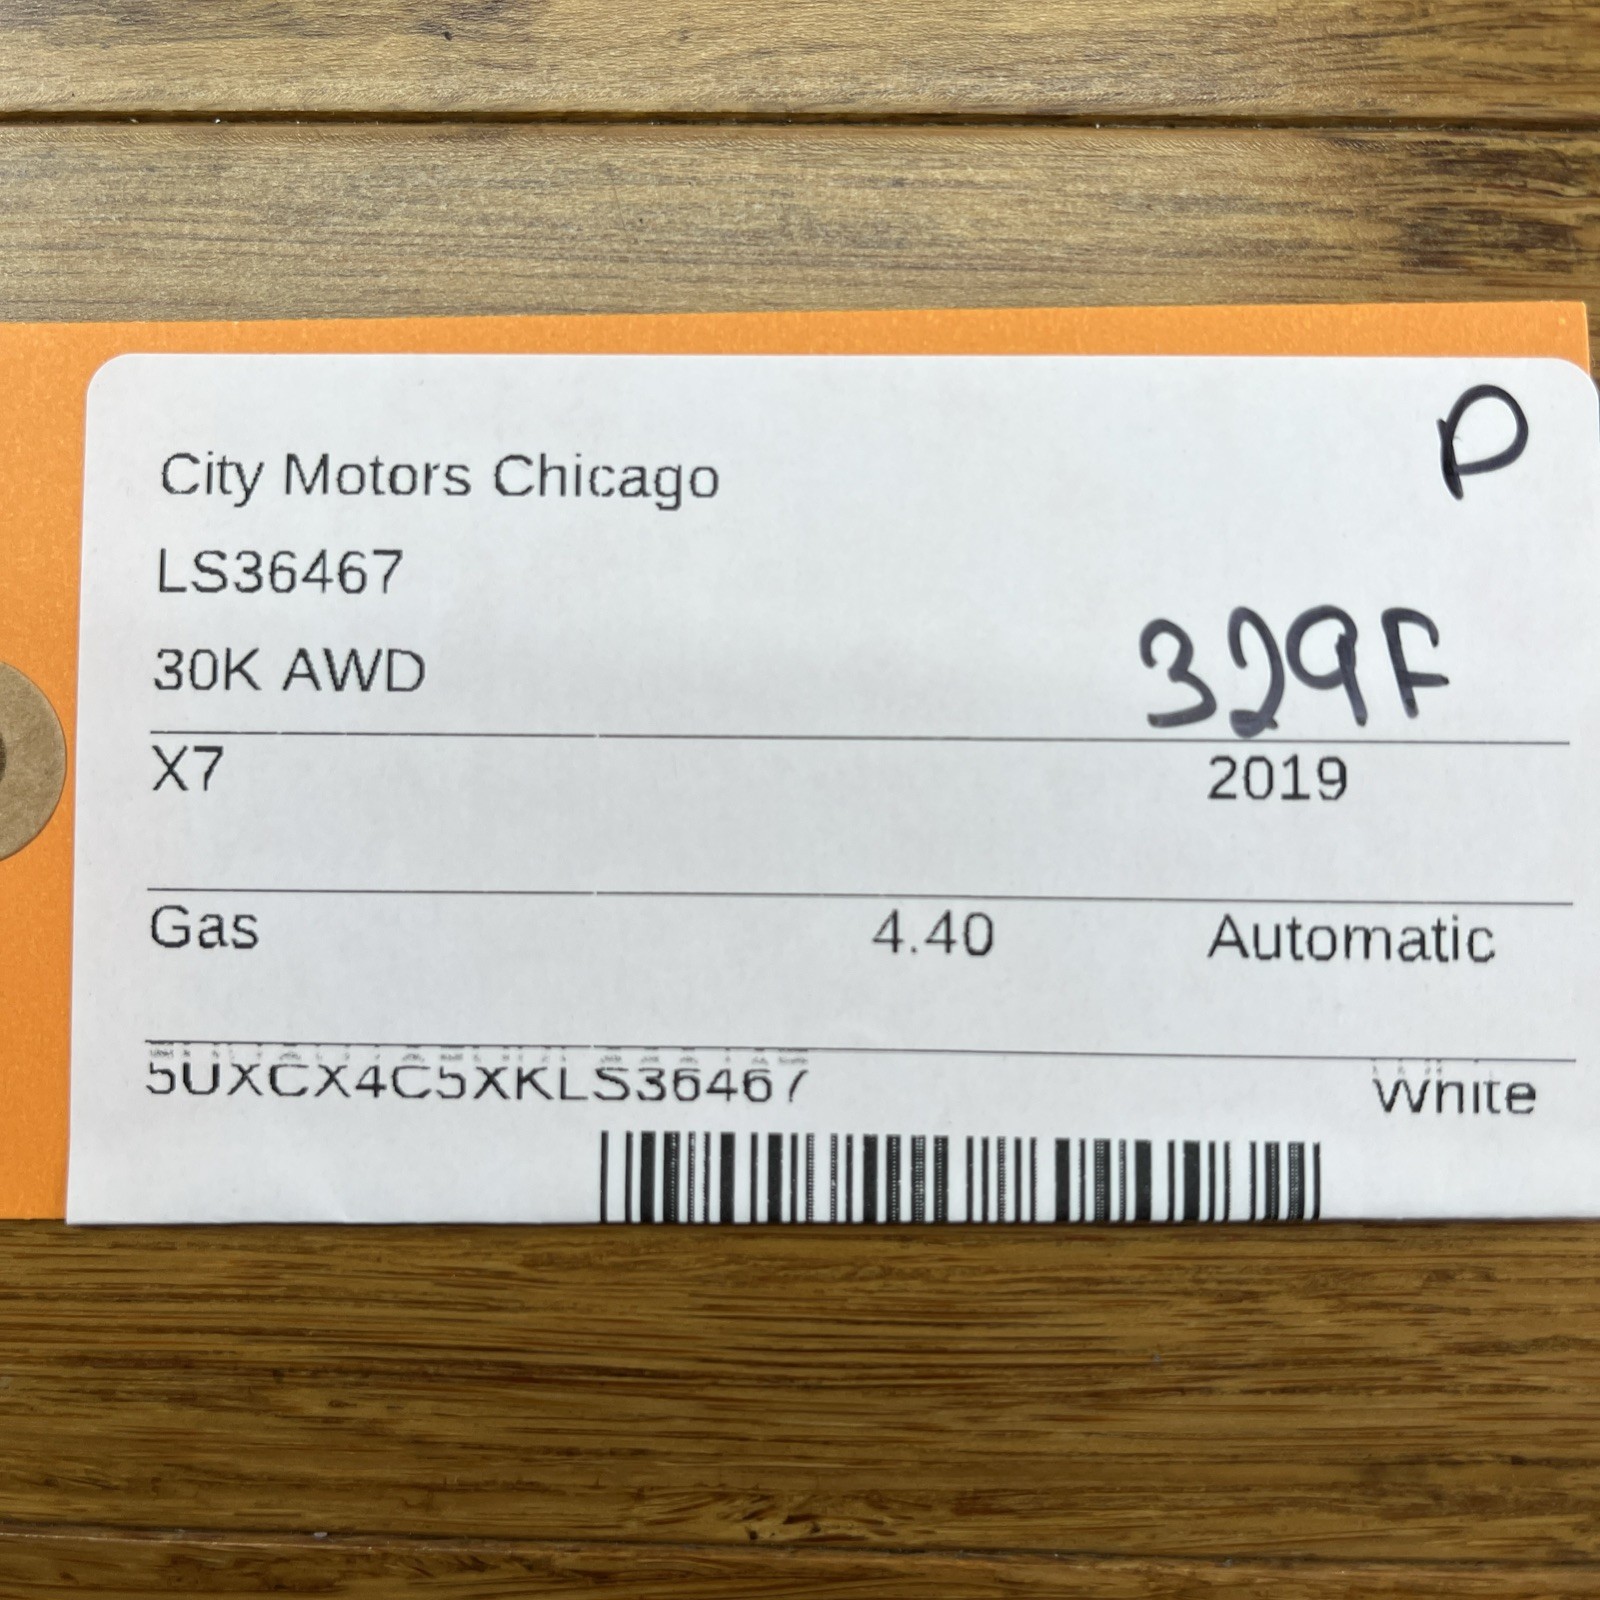 P
City Motors Chicago
LS36467
30K AWD
329F
X7 2019
Gas 4.40 Automatic
5UXCX4C5XKLS36467 White